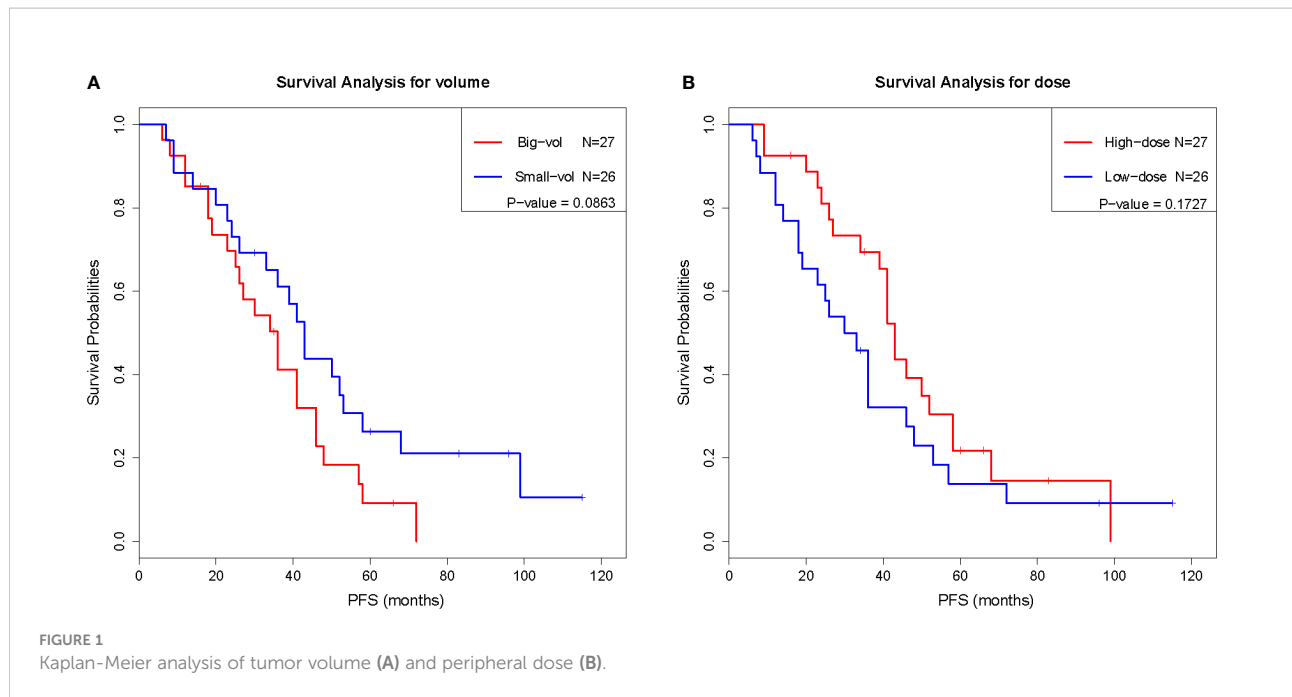 A
Survival Analysis for volume
Survival Probabilities
1.0
0.8
0.6
0.4
0.2
0.0
0 20 40 60 80 100 120
PFS (months)
Big-vol N=27
Small-vol N=26
P-value = 0.0863
B
Survival Analysis for dose
Survival Probabilities
1.0
0.8
0.6
0.4
0.2
0.0
0 20 40 60 80 100 120
PFS (months)
High-dose N=27
Low-dose N=26
P-value = 0.1727
FIGURE 1
Kaplan-Meier analysis of tumor volume (A) and peripheral dose (B).